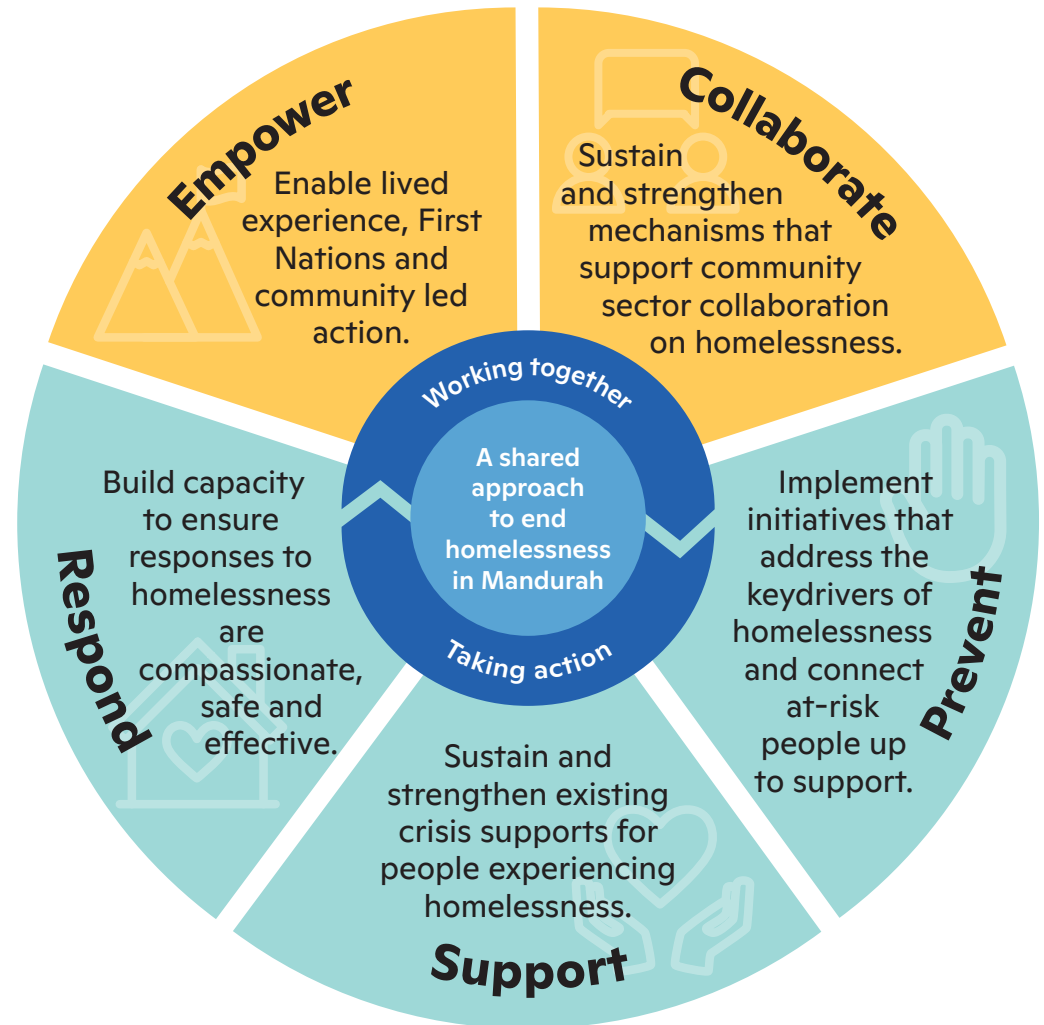 Empower
Enable lived
experience, First
Nations and
community led
action.
Collaborate
Sustain
and strengthen
mechanisms that
support community
sector collaboration
on homelessness.
Working together
A shared
approach
to end
homelessness
in Mandurah
Taking action
Prevent
Implement
initiatives that
address the
keydrivers of
homelessness
and connect
at-risk
people up
to support.
Support
Sustain and
strengthen existing
crisis supports for
people experiencing
homelessness.
Respond
Build capacity
to ensure
responses to
homelessness
are
compassionate,
safe and
effective.